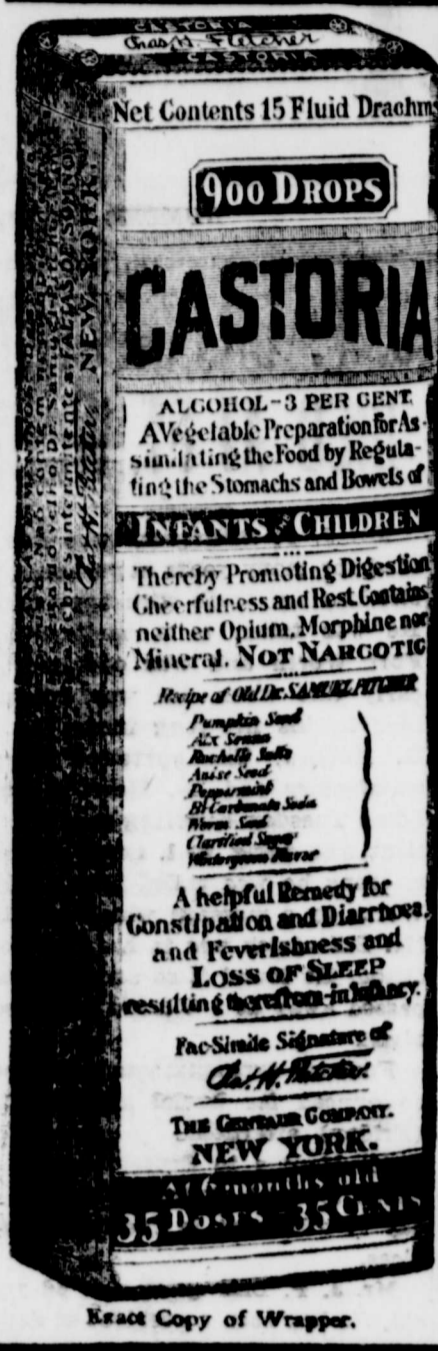 CASTORIA
Chas. H. Fletcher
CASTORIA
Net Contents 15 Fluid Drachms
900 DROPS
CASTORIA
ALCOHOL-3 PER CENT.
A Vegetable Preparation for As-
similating the Food by Regula-
ting the Stomachs and Bowels of
INFANTS & CHILDREN
Thereby Promoting Digestion
Cheerfulness and Rest. Contains
neither Opium, Morphine nor
Mineral. NOT NARCOTIC
Recipe of Old Dr. SAMUEL PITCHER
Pumpkin Seed
Alx Senna
Rochelle Salts
Anise Seed
Peppermint
Bi Carbonate Soda
Worm Seed
Clarified Sugar
Wintergreen Flavor
A helpful Remedy for
Constipation and Diarrhoea,
and Feverishness and
LOSS OF SLEEP
resulting therefrom in Infancy.
Fac-Simile Signature of
Chas. H. Fletcher.
THE CENTAUR COMPANY.
NEW YORK.
At 6 months old
35 DOSES - 35 CENTS
NEW YORK.
Exact Copy of Wrapper.